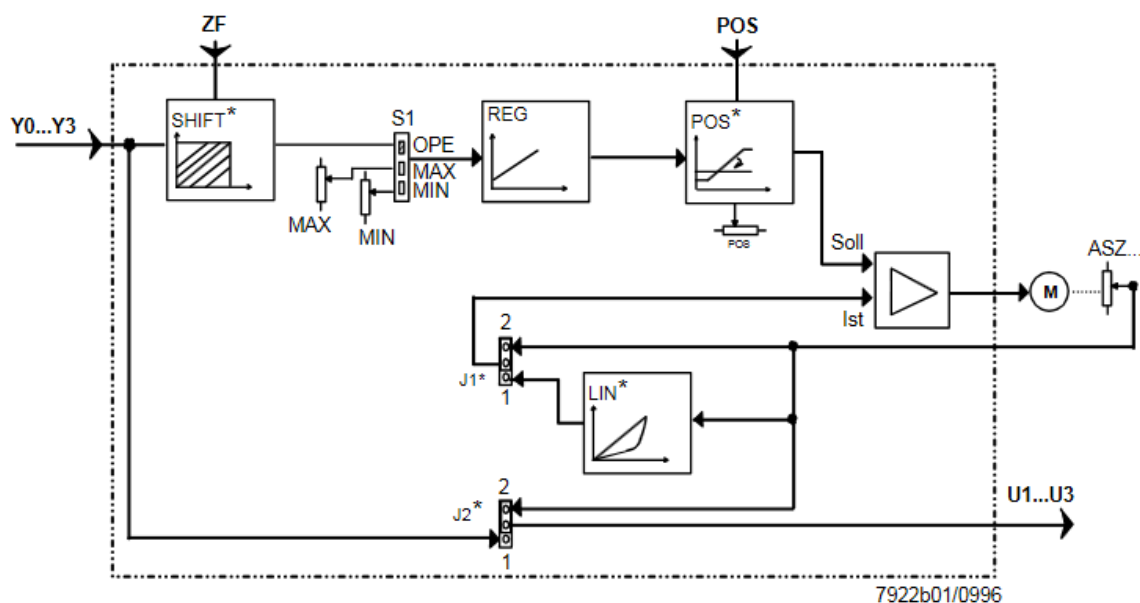 ZF
POS
Y0...Y3
SHIFT*
S1
OPE
MAX
MIN
REG
POS*
MAX
MIN
POS
Soll
Ist
ASZ...
M
2
J1*
1
LIN*
2
J2*
1
U1...U3
7922b01/0996